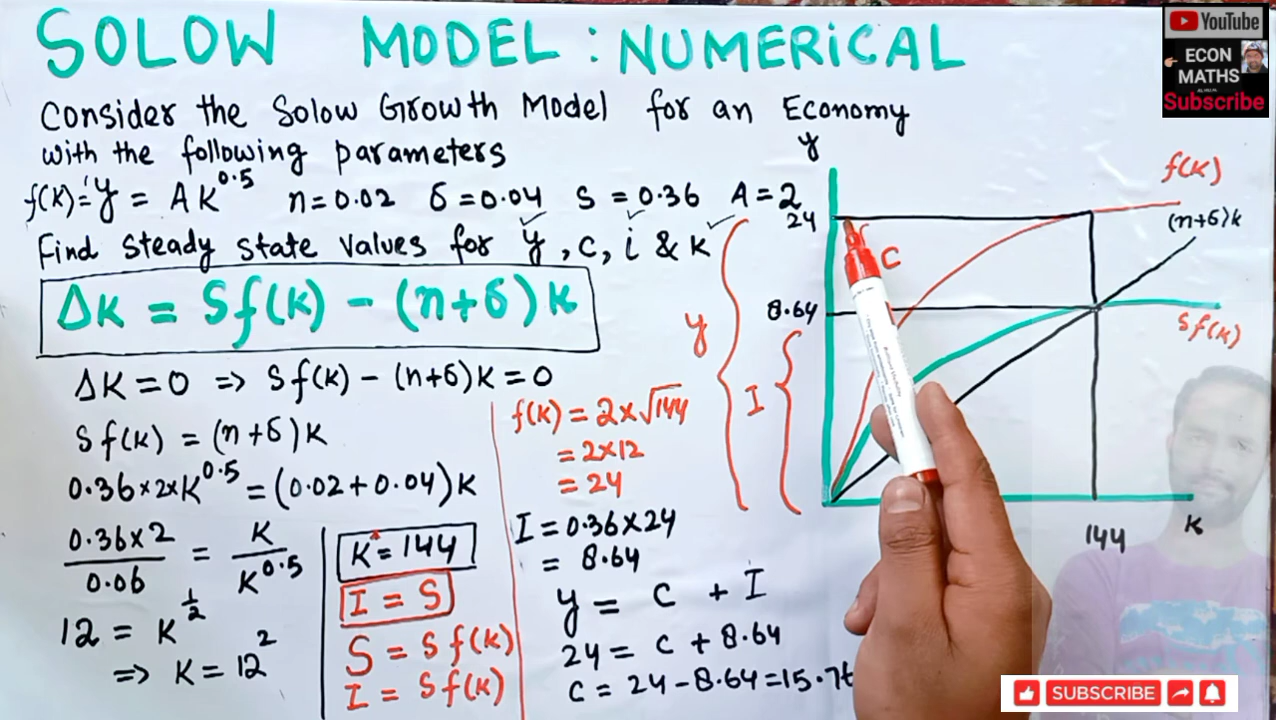 SOLOW MODEL : NUMERICAL
YouTube
ECON
MATHS
Subscribe
Consider the Solow Growth Model for an Economy
with the following parameters
f(K)=y = AK^0.5 n=0.02 δ=0.04 S=0.36 A=2
Find steady state values for y, c, i & K
ΔK = Sf(K) - (n+δ)K
ΔK=0 => Sf(K) - (n+δ)K=0
Sf(K) = (n+δ)K
0.36×2×K^0.5 = (0.02+0.04)K
0.36×2/0.06 = K/K^0.5
12 = K^1/2
=> K = 12^2
K*=144
I = S
S = Sf(K)
I = Sf(K)
f(K) = 2×√144
= 2×12
= 24
I = 0.36×24
= 8.64
y = C + I
24 = C + 8.64
C = 24-8.64=15.76
y
f(K)
24
(n+δ)K
C
8.64
y
Sf(K)
I
144
K
SUBSCRIBE